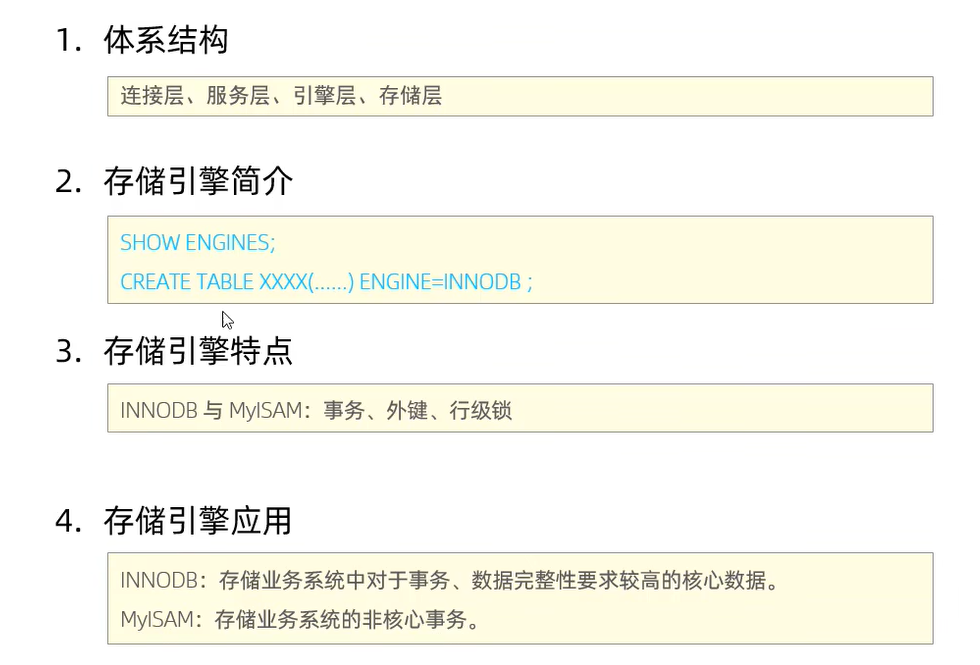 1. 体系结构
连接层、服务层、引擎层、存储层
2. 存储引擎简介
SHOW ENGINES;
CREATE TABLE XXXX(......) ENGINE=INNODB ;
3. 存储引擎特点
INNODB 与 MyISAM：事务、外键、行级锁
4. 存储引擎应用
INNODB：存储业务系统中对于事务、数据完整性要求较高的核心数据。
MyISAM：存储业务系统的非核心事务。